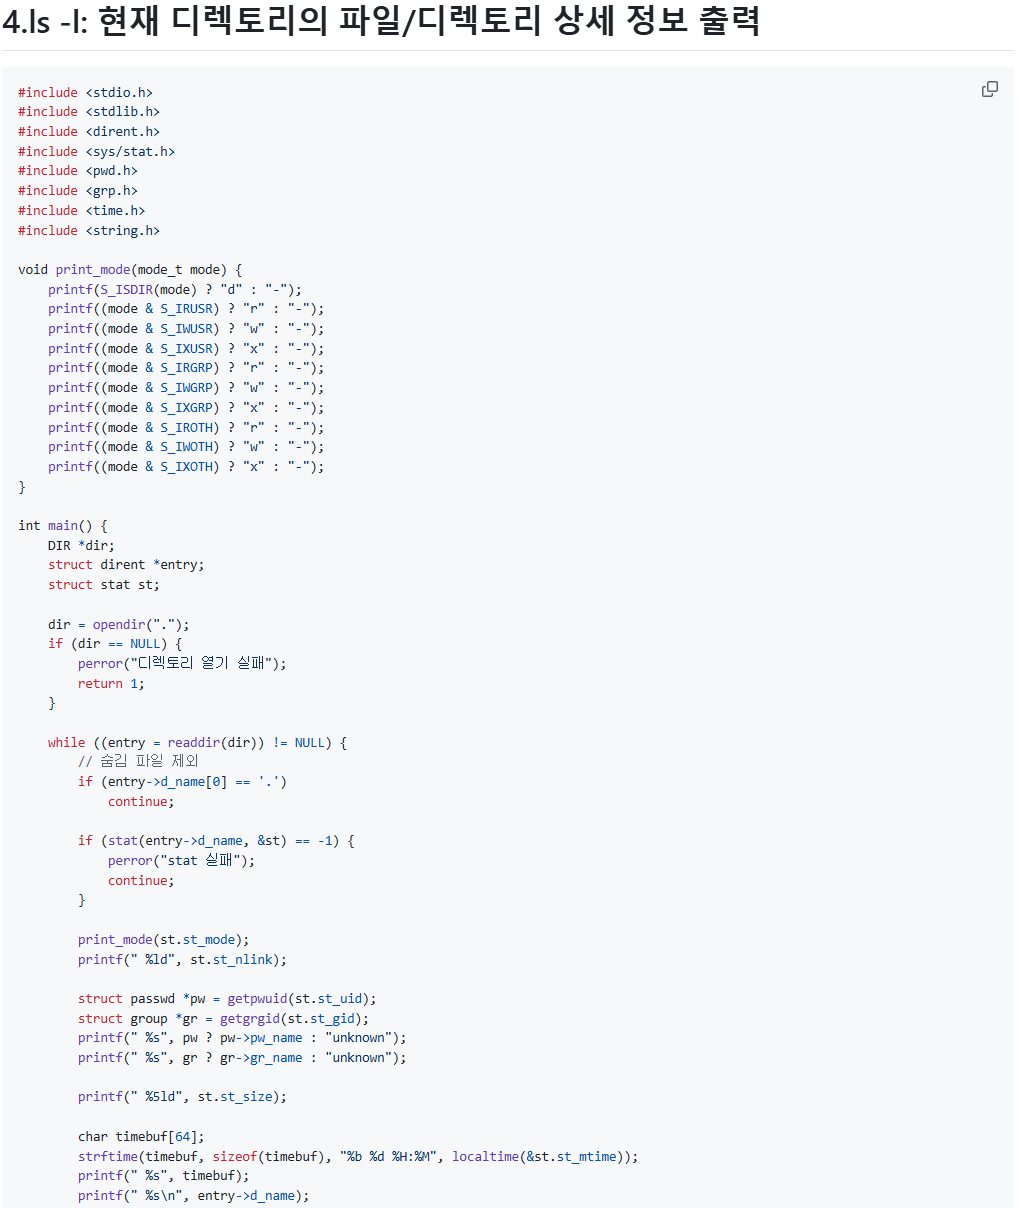 4.ls -l: 현재 디렉토리의 파일/디렉토리 상세 정보 출력
#include <stdio.h>
#include <stdlib.h>
#include <dirent.h>
#include <sys/stat.h>
#include <pwd.h>
#include <grp.h>
#include <time.h>
#include <string.h>

void print_mode(mode_t mode) {
    printf(S_ISDIR(mode) ? "d" : "-");
    printf((mode & S_IRUSR) ? "r" : "-");
    printf((mode & S_IWUSR) ? "w" : "-");
    printf((mode & S_IXUSR) ? "x" : "-");
    printf((mode & S_IRGRP) ? "r" : "-");
    printf((mode & S_IWGRP) ? "w" : "-");
    printf((mode & S_IXGRP) ? "x" : "-");
    printf((mode & S_IROTH) ? "r" : "-");
    printf((mode & S_IWOTH) ? "w" : "-");
    printf((mode & S_IXOTH) ? "x" : "-");
}

int main() {
    DIR *dir;
    struct dirent *entry;
    struct stat st;

    dir = opendir(".");
    if (dir == NULL) {
        perror("디렉토리 열기 실패");
        return 1;
    }

    while ((entry = readdir(dir)) != NULL) {
        // 숨김 파일 제외
        if (entry->d_name[0] == '.')
            continue;

        if (stat(entry->d_name, &st) == -1) {
            perror("stat 실패");
            continue;
        }

        print_mode(st.st_mode);
        printf(" %ld", st.st_nlink);

        struct passwd *pw = getpwuid(st.st_uid);
        struct group *gr = getgrgid(st.st_gid);
        printf(" %s", pw ? pw->pw_name : "unknown");
        printf(" %s", gr ? gr->gr_name : "unknown");

        printf(" %5ld", st.st_size);

        char timebuf[64];
        strftime(timebuf, sizeof(timebuf), "%b %d %H:%M", localtime(&st.st_mtime));
        printf(" %s", timebuf);
        printf(" %s\n", entry->d_name);